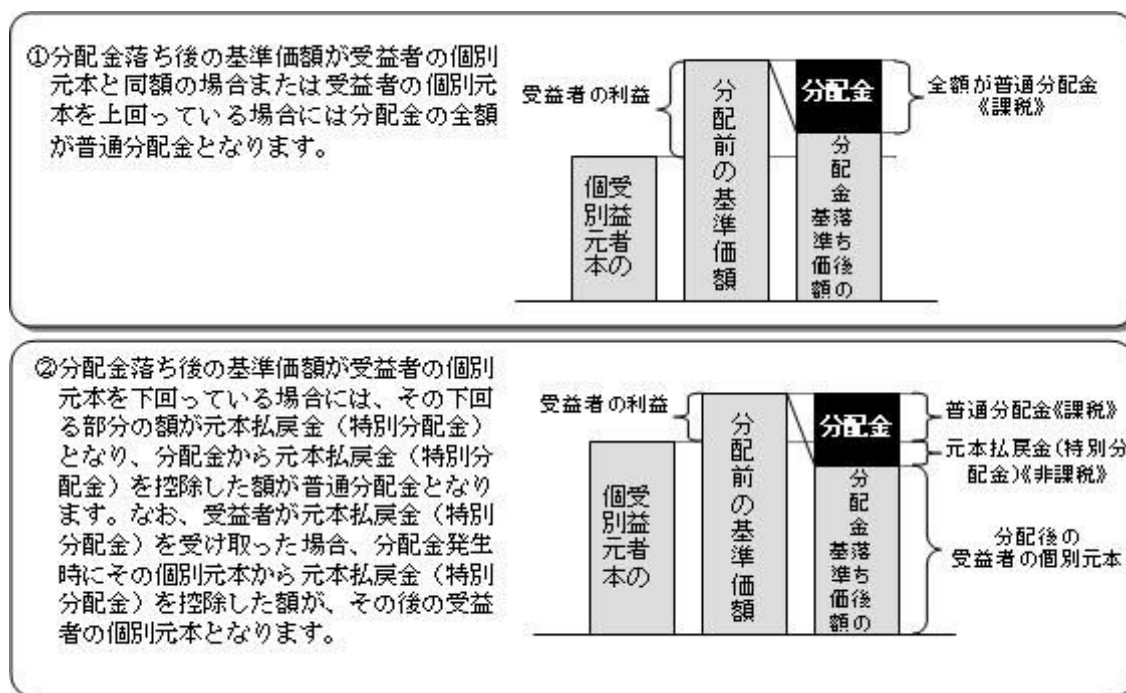 ①分配金落ち後の基準価額が受益者の個別
元本と同額の場合または受益者の個別元
本を上回っている場合には分配金の全額
が普通分配金となります。
受益者の利益
受益者の
個別元本
分配前の基準価額
分配金
分配金落ち後の
基準価額
全額が普通分配金
《課税》
②分配金落ち後の基準価額が受益者の個別
元本を下回っている場合には、その下回
る部分の額が元本払戻金（特別分配金）
となり、分配金から元本払戻金（特別分
配金）を控除した額が普通分配金となり
ます。なお、受益者が元本払戻金（特別
分配金）を受け取った場合、分配金発生
時にその個別元本から元本払戻金（特別
分配金）を控除した額が、その後の受益
者の個別元本となります。
受益者の利益
受益者の
個別元本
分配前の基準価額
分配金
分配金落ち後の
基準価額
普通分配金《課税》
元本払戻金(特別分
配金)《非課税》
分配後の
受益者の個別元本